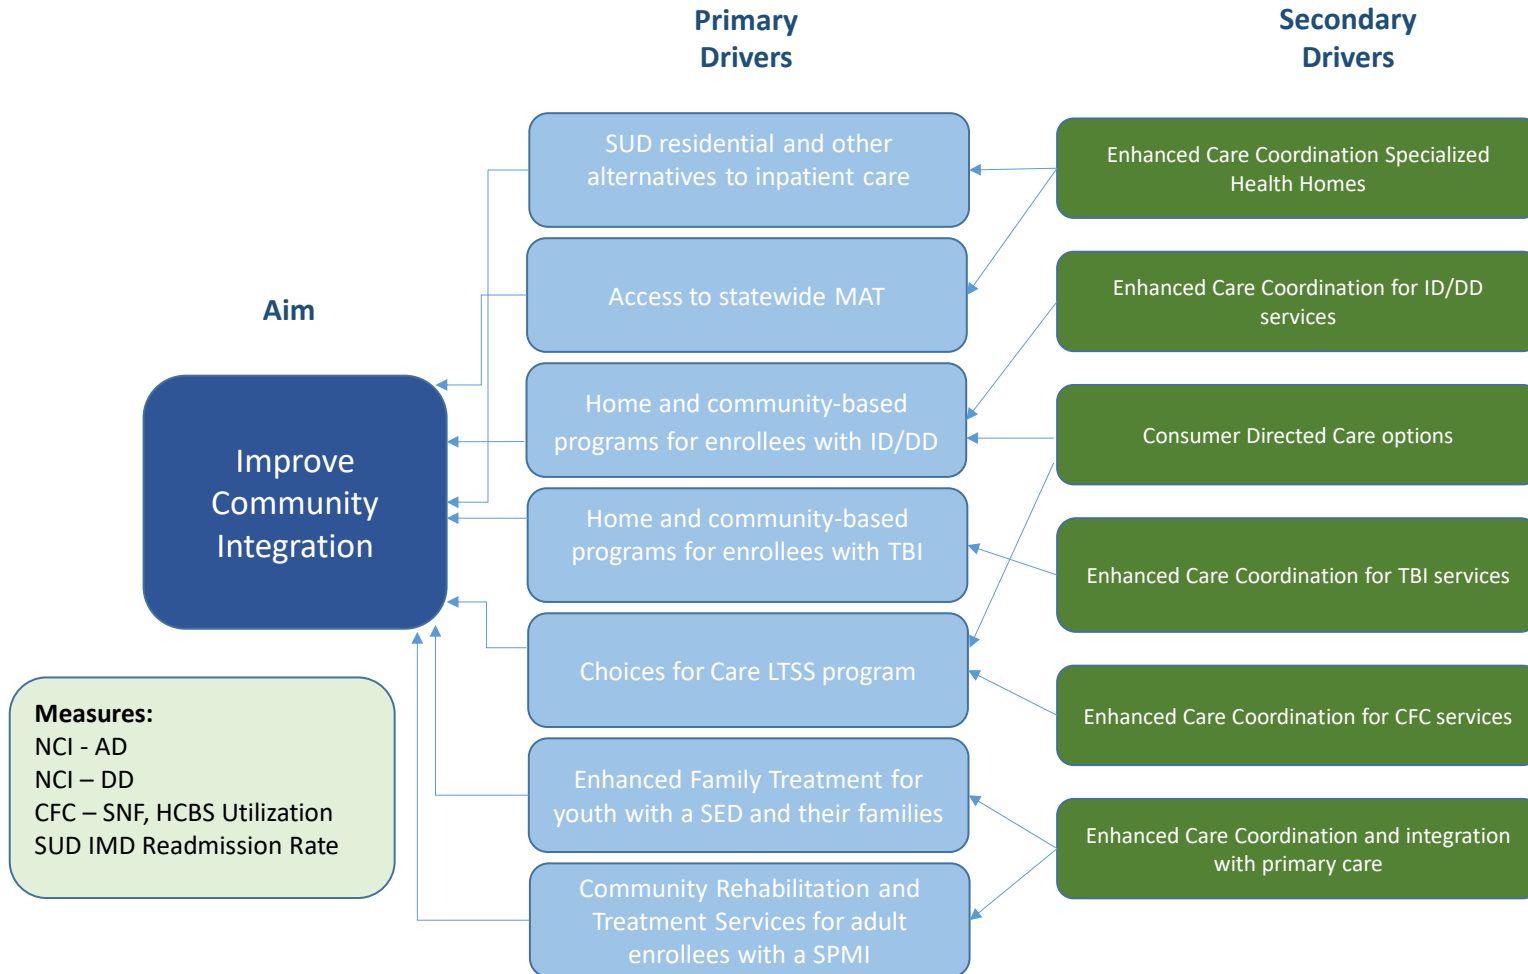 Primary
Drivers
Secondary
Drivers
Aim
Improve
Community
Integration
Measures:
NCI - AD
NCI – DD
CFC – SNF, HCBS Utilization
SUD IMD Readmission Rate
SUD residential and other
alternatives to inpatient care
Access to statewide MAT
Home and community-based
programs for enrollees with ID/DD
Home and community-based
programs for enrollees with TBI
Choices for Care LTSS program
Enhanced Family Treatment for
youth with a SED and their families
Community Rehabilitation and
Treatment Services for adult
enrollees with a SPMI
Enhanced Care Coordination Specialized
Health Homes
Enhanced Care Coordination for ID/DD
services
Consumer Directed Care options
Enhanced Care Coordination for TBI services
Enhanced Care Coordination for CFC services
Enhanced Care Coordination and integration
with primary care